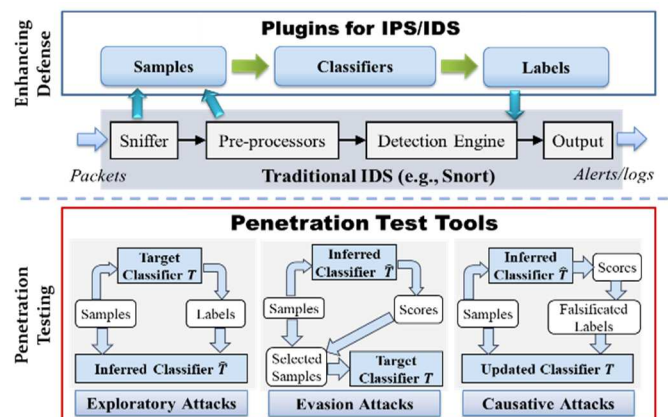 Enhancing
Defense
Plugins for IPS/IDS
Samples
Classifiers
Labels
Sniffer
Pre-processors
Detection Engine
Output
Packets
Traditional IDS (e.g., Snort)
Alerts/logs
Penetration
Testing
Penetration Test Tools
Target
Classifier T
Samples
Labels
Inferred Classifier T̂
Exploratory Attacks
Inferred
Classifier T̂
Samples
Scores
Selected
Samples
Target
Classifier T
Evasion Attacks
Inferred
Classifier T̂
Scores
Samples
Falsificated
Labels
Updated Classifier T
Causative Attacks